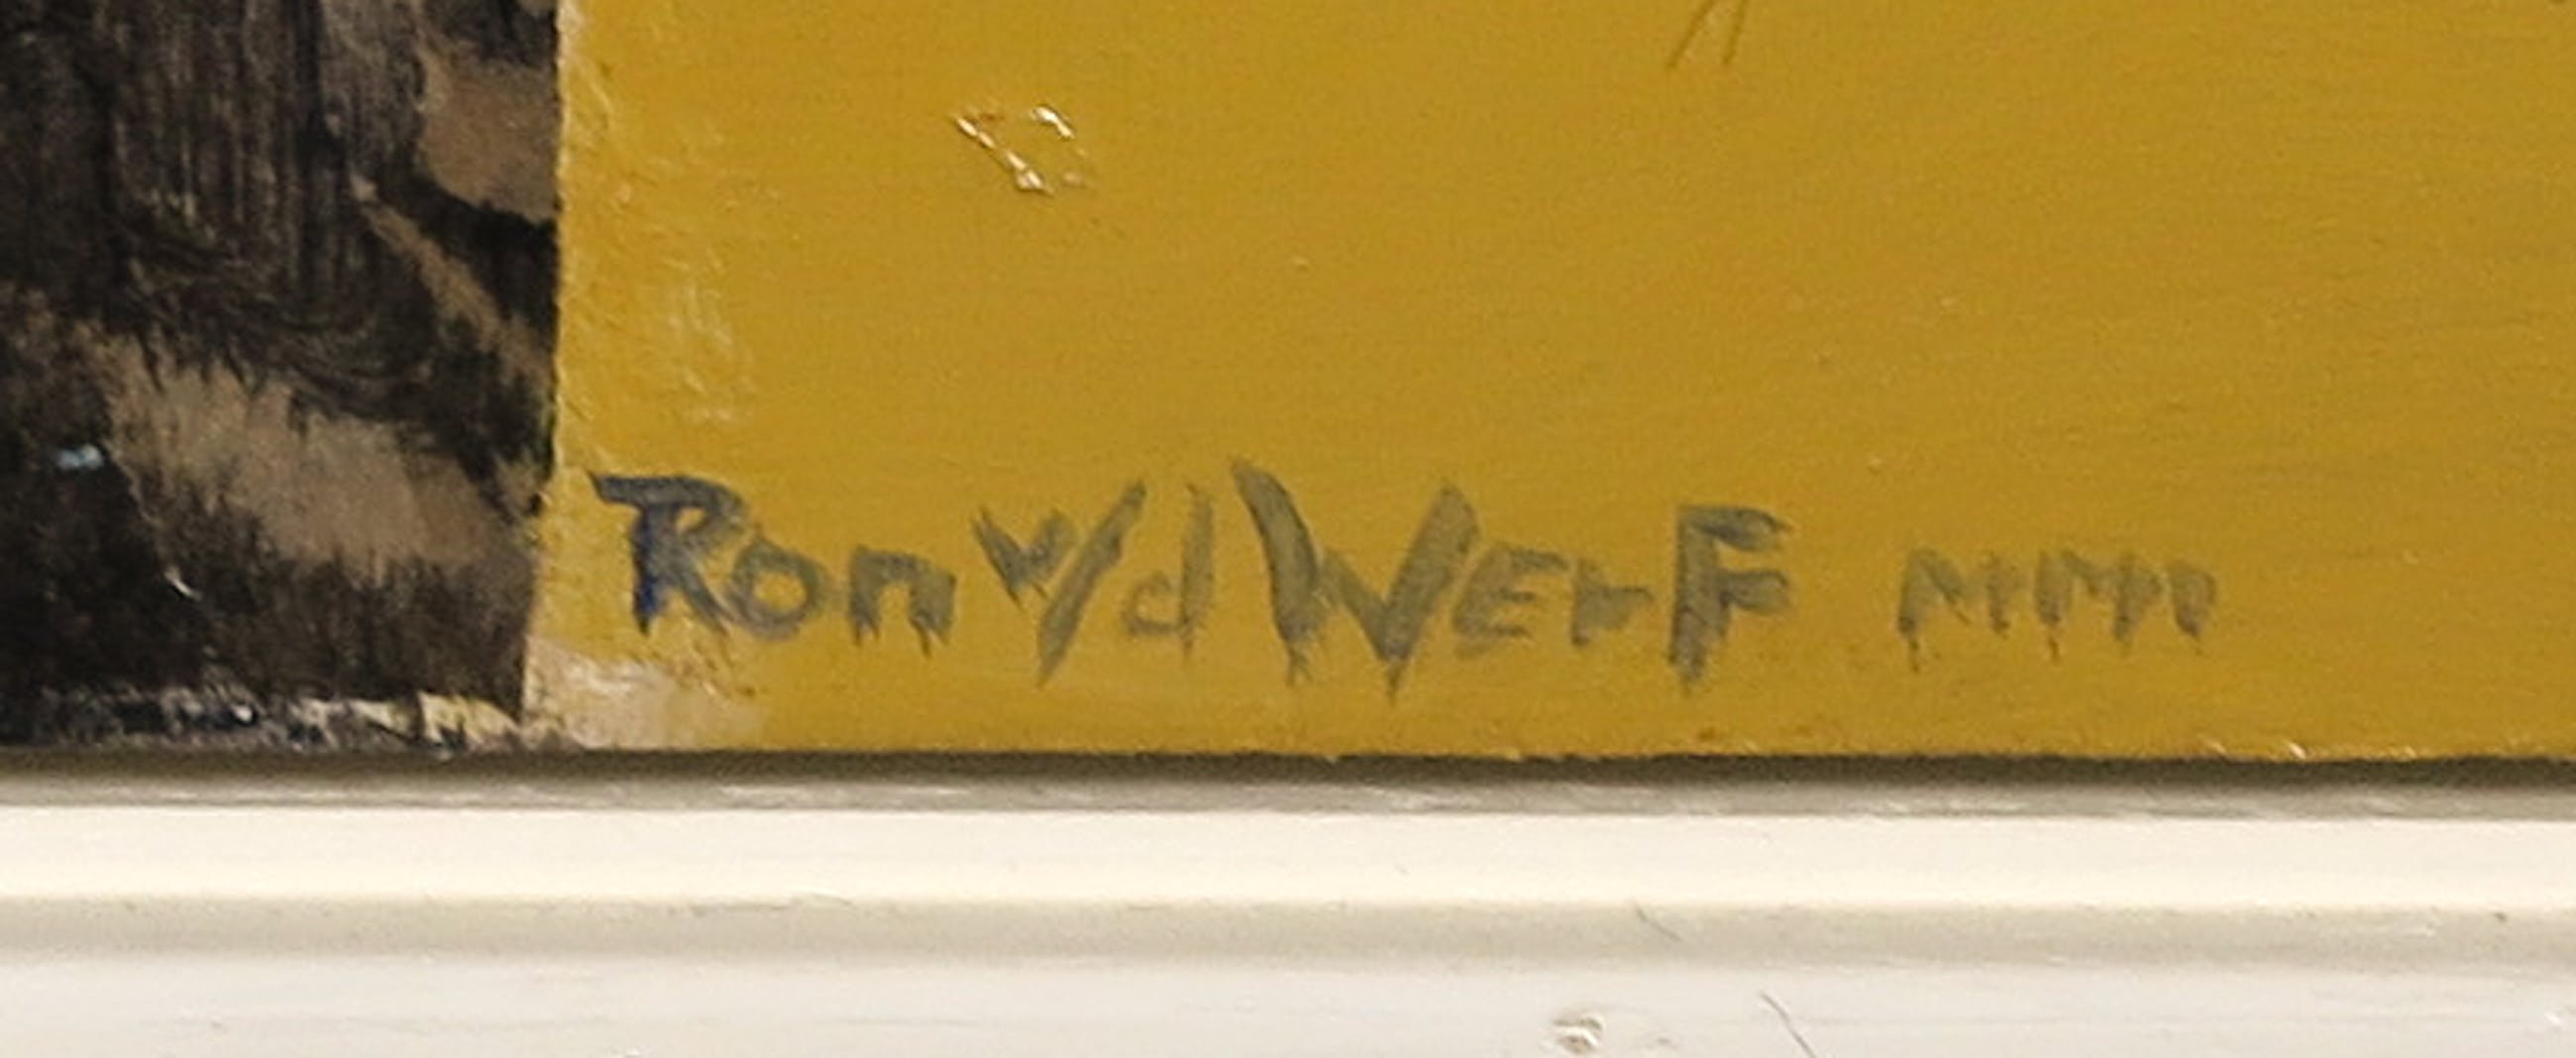 Ron v/d WerF MM